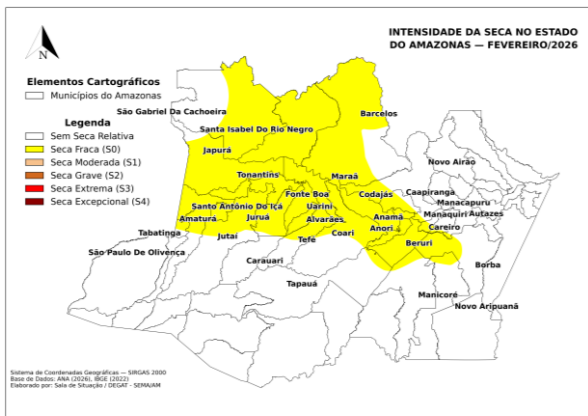 INTENSIDADE DA SECA NO ESTADO
DO AMAZONAS — FEVEREIRO/2026
N
Elementos Cartográficos
Municípios do Amazonas
Legenda
Sem Seca Relativa
Seca Fraca (S0)
Seca Moderada (S1)
Seca Grave (S2)
Seca Extrema (S3)
Seca Excepcional (S4)
São Gabriel Da Cachoeira
Barcelos
Santa Isabel Do Rio Negro
Japurá
Novo Airão
Tonantins
Maraã
Fonte Boa
Codajás
Caapiranga
Santo Antônio Do Içá
Uarini
Manacapuru
Amaturá
Juruá
Alvarães
Anamã
Manaquiri
Autazes
Tabatinga
Jutaí
Tefé
Coari
Anori
Careiro
São Paulo De Olivença
Beruri
Carauari
Borba
Tapauá
Manicoré
Novo Aripuanã
Sistema de Coordenadas Geográficas — SIRGAS 2000
Base de Dados: ANA (2026), IBGE (2022)
Elaborado por: Sala de Situação / DEGAT - SEMA/AM